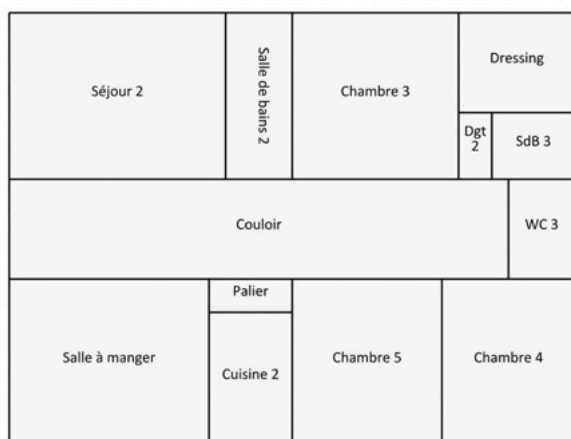 Séjour 2
Salle de bains 2
Chambre 3
Dressing
Dgt
2
SdB 3
Couloir
WC 3
Palier
Salle à manger
Cuisine 2
Chambre 5
Chambre 4